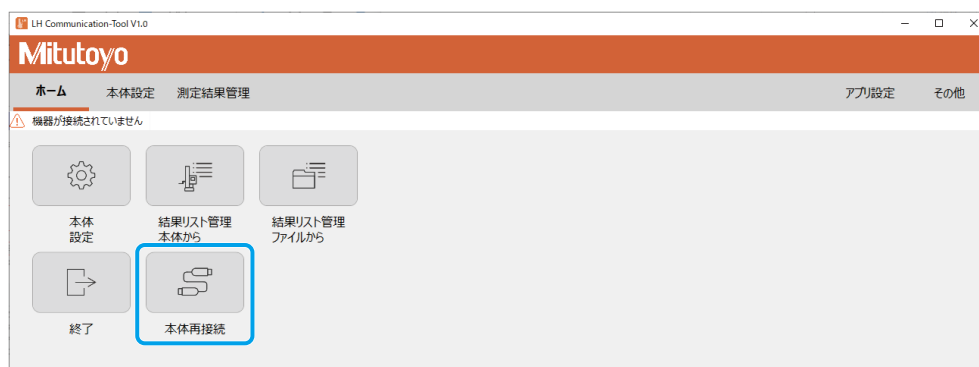 LH Communication-Tool V1.0
Mitutoyo
ホーム 本体設定 測定結果管理 アプリ設定 その他
機器が接続されていません
本体
設定
結果リスト管理
本体から
結果リスト管理
ファイルから
終了
本体再接続